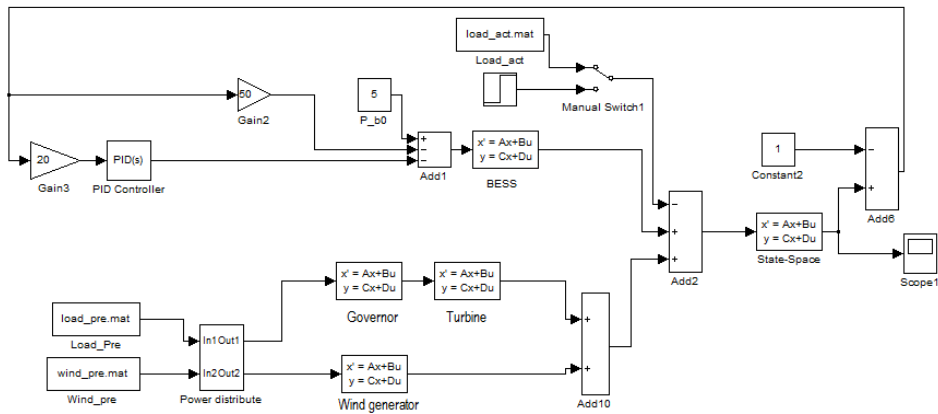 load_act.mat
Load_act
Manual Switch1
50
Gain2
5
P_b0
+
−
−
Add1
x' = Ax+Bu
y = Cx+Du
BESS
20
Gain3
PID(s)
PID Controller
1
Constant2
−
+
Add6
−
+
+
Add2
x' = Ax+Bu
y = Cx+Du
State-Space
Scope1
x' = Ax+Bu
y = Cx+Du
Governor
x' = Ax+Bu
y = Cx+Du
Turbine
load_pre.mat
Load_Pre
wind_pre.mat
Wind_pre
In1 Out1
In2 Out2
Power distribute
x' = Ax+Bu
y = Cx+Du
Wind generator
+
+
Add10